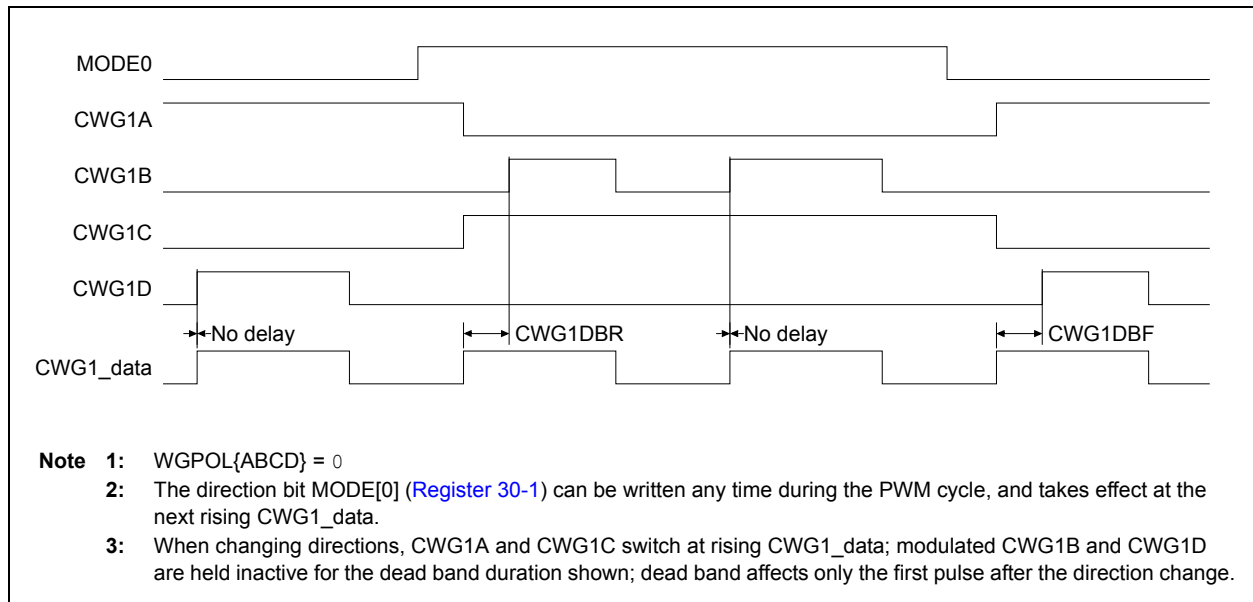 MODE0
CWG1A
CWG1B
CWG1C
CWG1D
No delay CWG1DBR No delay CWG1DBF
CWG1_data
Note 1: WGPOL{ABCD} = 0
2: The direction bit MODE[0] (Register 30-1) can be written any time during the PWM cycle, and takes effect at the
next rising CWG1_data.
3: When changing directions, CWG1A and CWG1C switch at rising CWG1_data; modulated CWG1B and CWG1D
are held inactive for the dead band duration shown; dead band affects only the first pulse after the direction change.